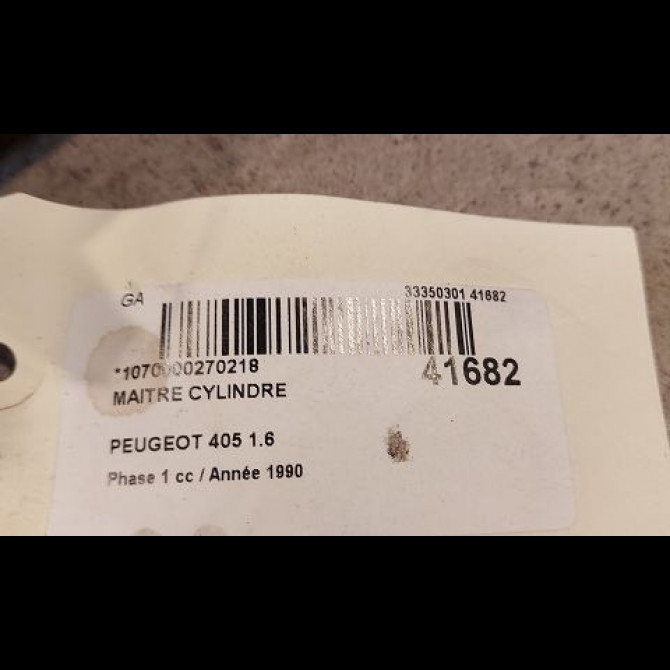 GA 33350301 41682
*1070000270218 41682
MAITRE CYLINDRE
PEUGEOT 405 1.6
Phase 1 cc / Année 1990